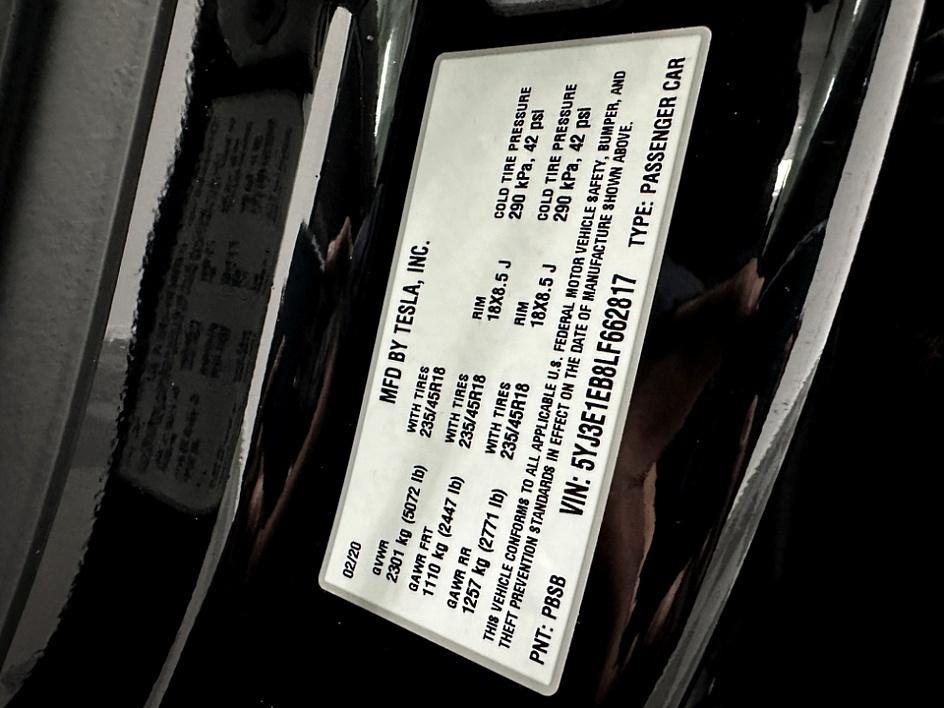 MFD BY TESLA, INC.
02/20
GVWR
2301 kg (5072 lb)
WITH TIRES
235/45R18
RIM
18X8.5 J
COLD TIRE PRESSURE
290 kPa, 42 psi
GAWR FRT
1110 kg (2447 lb)
WITH TIRES
235/45R18
RIM
18X8.5 J
COLD TIRE PRESSURE
290 kPa, 42 psi
GAWR RR
1257 kg (2771 lb)
WITH TIRES
235/45R18
THIS VEHICLE CONFORMS TO ALL APPLICABLE U.S. FEDERAL MOTOR VEHICLE SAFETY, BUMPER, AND
THEFT PREVENTION STANDARDS IN EFFECT ON THE DATE OF MANUFACTURE SHOWN ABOVE.
PNT: PBSB
VIN: 5YJ3E1EB8LF662817
TYPE: PASSENGER CAR